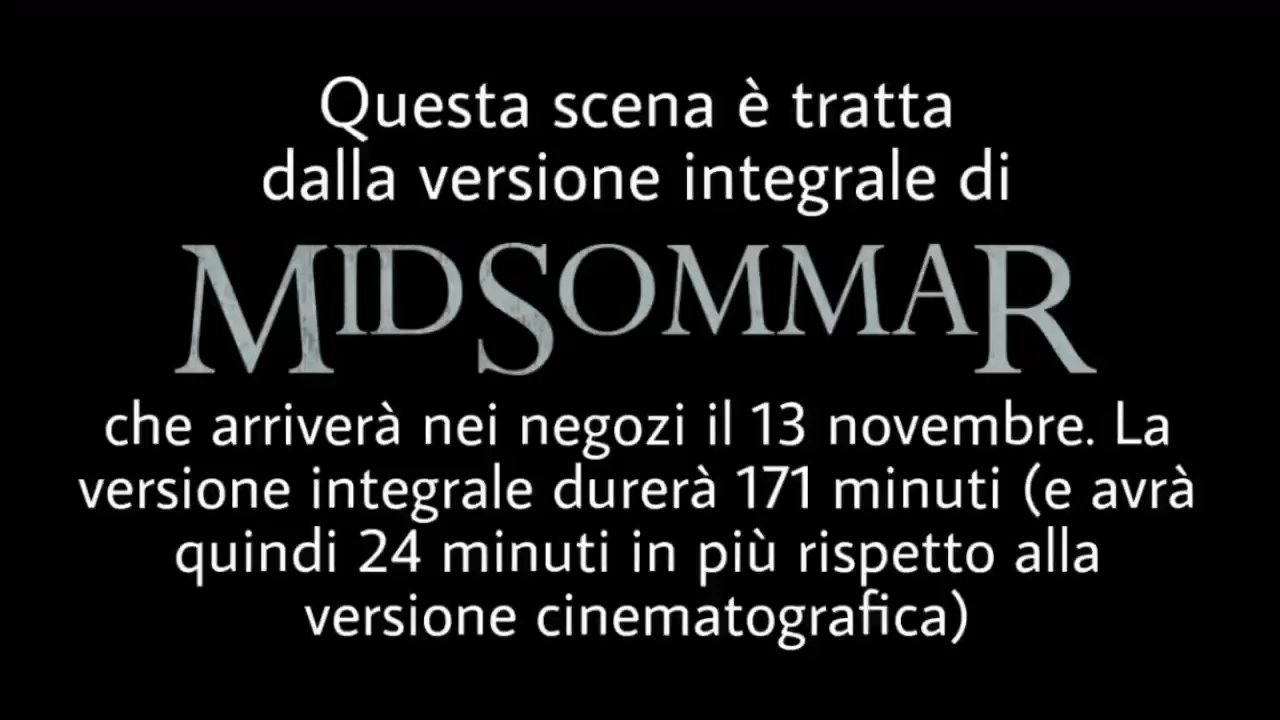 Questa scena è tratta
dalla versione integrale di
MIDSOMMAR
che arriverà nei negozi il 13 novembre. La
versione integrale durerà 171 minuti (e avrà
quindi 24 minuti in più rispetto alla
versione cinematografica)